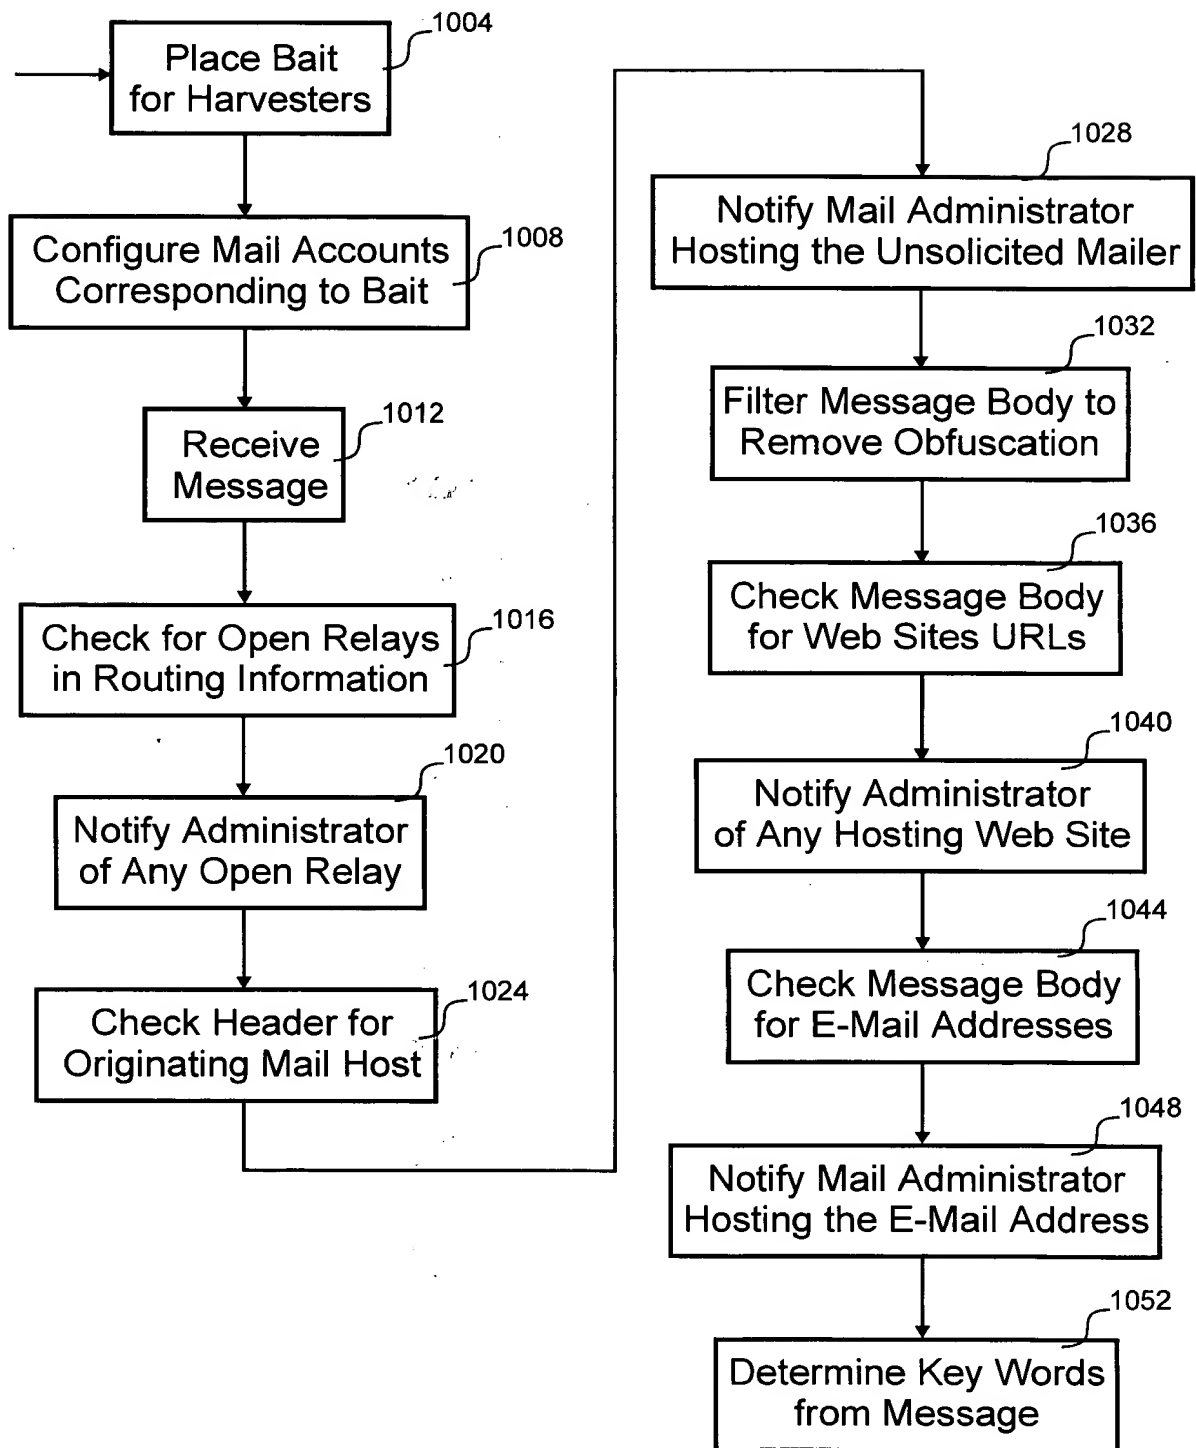 1004
Place Bait
for Harvesters
1008
Configure Mail Accounts
Corresponding to Bait
1012
Receive
Message
1016
Check for Open Relays
in Routing Information
1020
Notify Administrator
of Any Open Relay
1024
Check Header for
Originating Mail Host
1028
Notify Mail Administrator
Hosting the Unsolicited Mailer
1032
Filter Message Body to
Remove Obfuscation
1036
Check Message Body
for Web Sites URLs
1040
Notify Administrator
of Any Hosting Web Site
1044
Check Message Body
for E-Mail Addresses
1048
Notify Mail Administrator
Hosting the E-Mail Address
1052
Determine Key Words
from Message